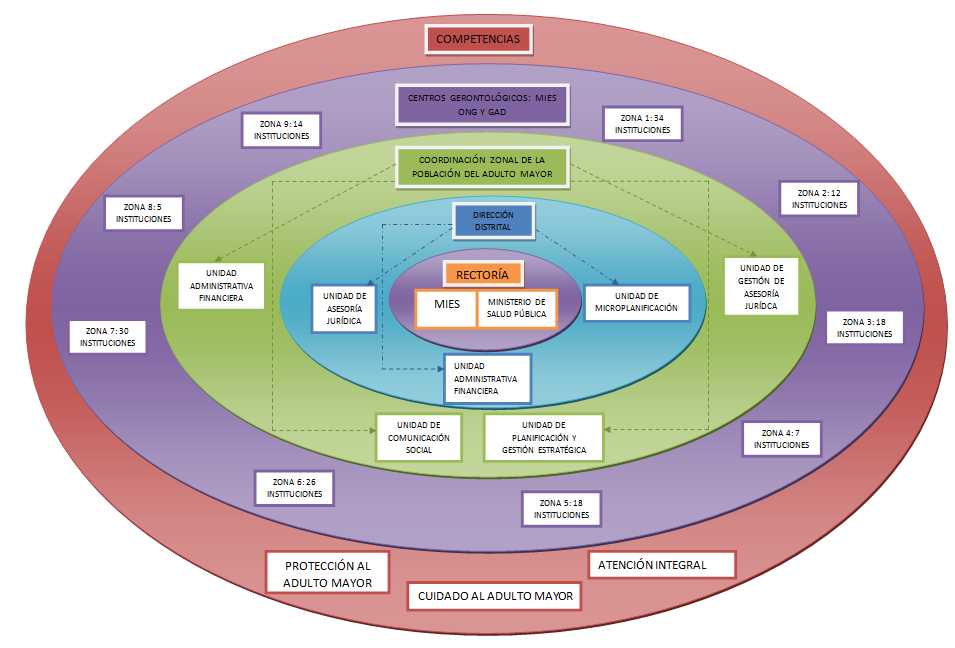 COMPETENCIAS
CENTROS GERONTOLÓGICOS: MIES
ONG Y GAD
ZONA 9: 14
INSTITUCIONES
ZONA 1: 34
INSTITUCIONES
COORDINACIÓN ZONAL DE LA
POBLACIÓN DEL ADULTO MAYOR
ZONA 8: 5
INSTITUCIONES
ZONA 2: 12
INSTITUCIONES
DIRECCIÓN
DISTRITAL
UNIDAD
ADMINISTRATIVA
FINANCIERA
UNIDAD DE
GESTIÓN DE
ASESORÍA
JURÍDCA
RECTORÍA
MIES
MINISTERIO DE
SALUD PÚBLICA
UNIDAD DE
ASESORÍA
JURÍDICA
UNIDAD DE
MICROPLANIFICACIÓN
ZONA 7: 30
INSTITUCIONES
ZONA 3: 18
INSTITUCIONES
UNIDAD
ADMINISTRATIVA
FINANCIERA
UNIDAD DE
COMUNICACIÓN
SOCIAL
UNIDAD DE
PLANIFICACIÓN Y
GESTIÓN ESTRATÉGICA
ZONA 4: 7
INSTITUCIONES
ZONA 6: 26
INSTITUCIONES
ZONA 5: 18
INSTITUCIONES
PROTECCIÓN AL
ADULTO MAYOR
CUIDADO AL ADULTO MAYOR
ATENCIÓN INTEGRAL